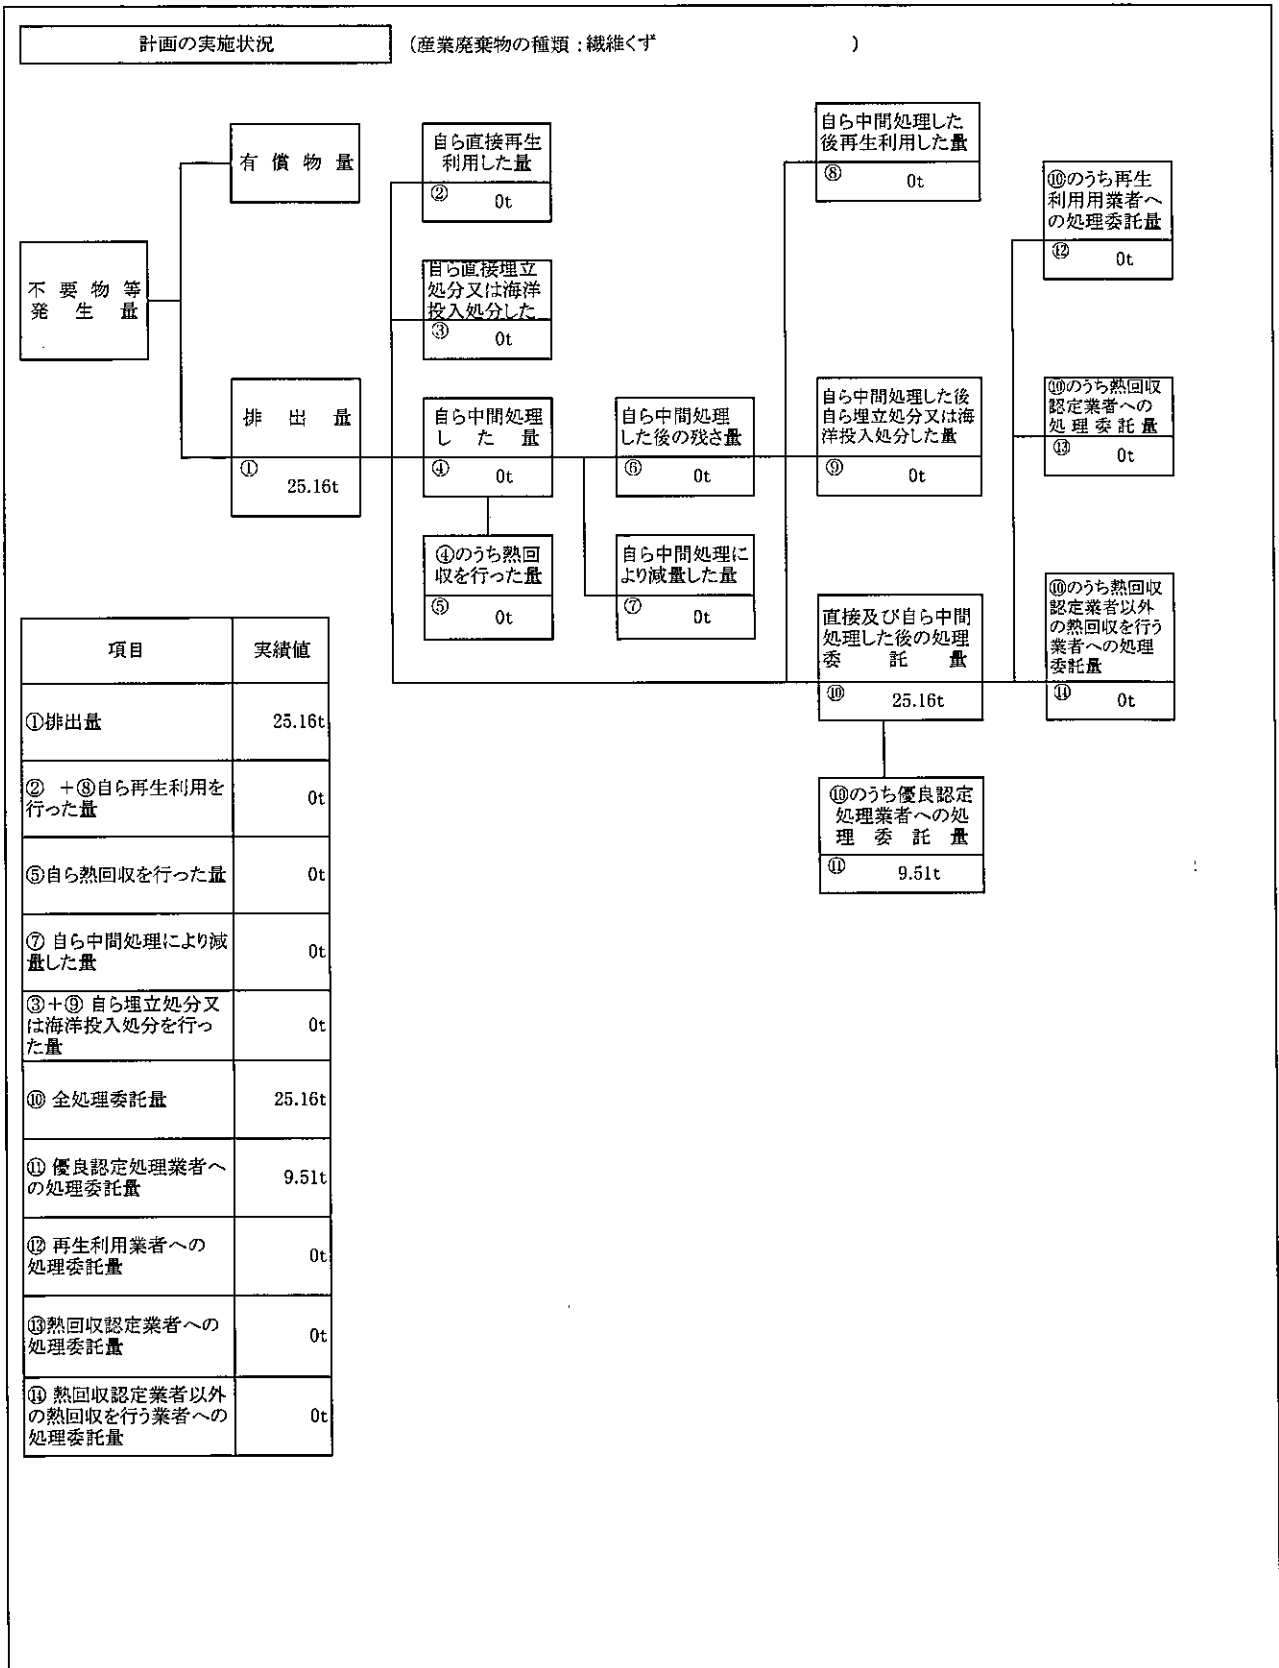 計画の実施状況
(産業廃棄物の種類：繊維くず　　　　　)
有償物量
不要物等
発生量
排出量
①
25.16t
自ら直接再生
利用した量
②
0t
自ら直接埋立
処分又は海洋
投入処分した
③
0t
自ら中間処理
した量
④
0t
④のうち熱回
収を行った量
⑤
0t
自ら中間処理
した後の残さ量
⑥
0t
自ら中間処理に
より減量した量
⑦
0t
自ら中間処理した
後再生利用した量
⑧
0t
自ら中間処理した後
自ら埋立処分又は海
洋投入処分した量
⑨
0t
直接及び自ら中間
処理した後の処理
委託量
⑩
25.16t
⑩のうち優良認定
処理業者への処
理委託量
⑪
9.51t
⑩のうち再生
利用用業者へ
の処理委託量
⑫
0t
⑩のうち熱回収
認定業者への
処理委託量
⑬
0t
⑩のうち熱回収
認定業者以外
の熱回収を行う
業者への処理
委託量
⑭
0t
項目　実績値
①排出量　25.16t
②　+⑧自ら再生利用を
行った量　0t
⑤自ら熱回収を行った量　0t
⑦ 自ら中間処理により減
量した量　0t
③+⑨ 自ら埋立処分又
は海洋投入処分を行っ
た量　0t
⑩ 全処理委託量　25.16t
⑪ 優良認定処理業者へ
の処理委託量　9.51t
⑫ 再生利用業者への
処理委託量　0t
⑬熱回収認定業者への
処理委託量　0t
⑭ 熱回収認定業者以外
の熱回収を行う業者への
処理委託量　0t